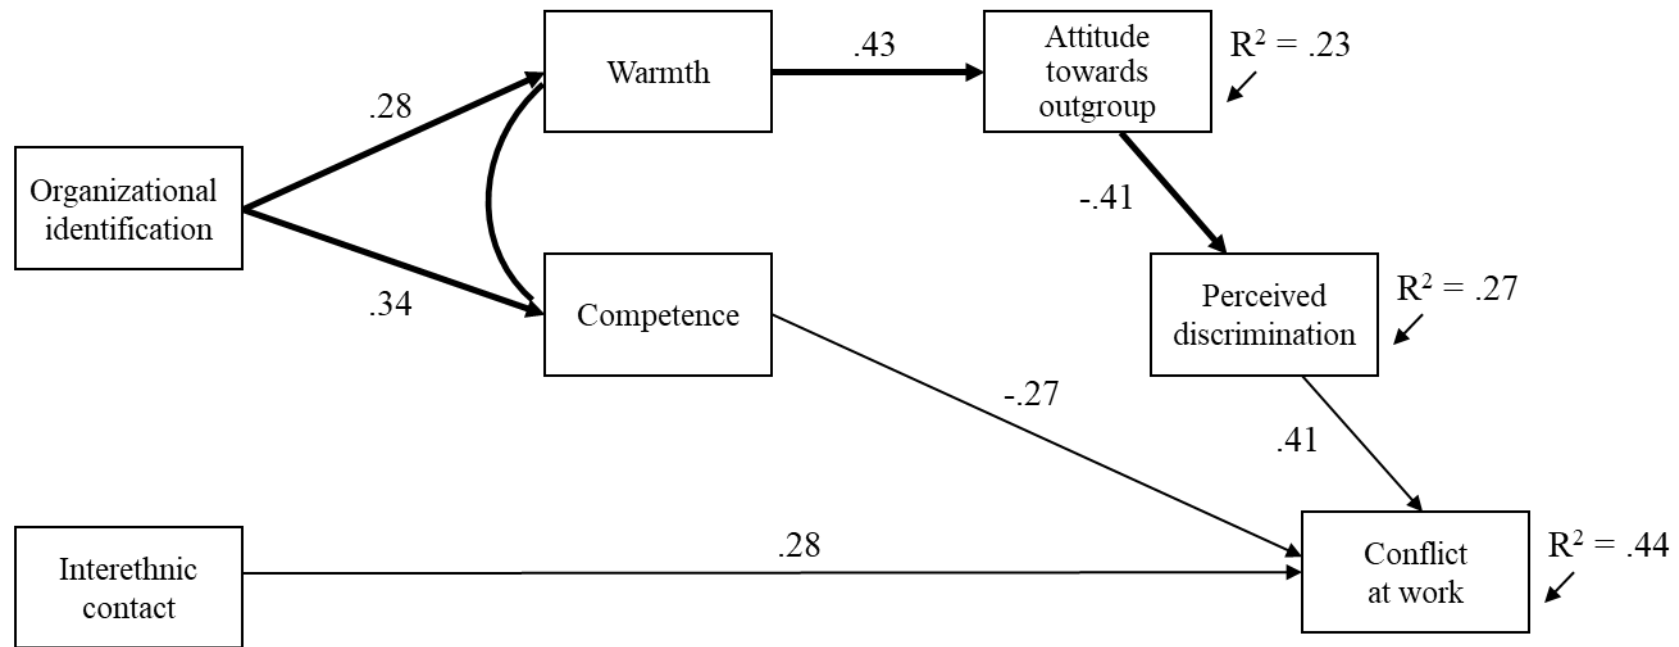 Warmth
.43
Attitude
towards
outgroup
R² = .23
.28
Organizational
identification
-.41
.34
Competence
Perceived
discrimination
R² = .27
-.27
.41
Interethnic
contact
.28
Conflict
at work
R² = .44